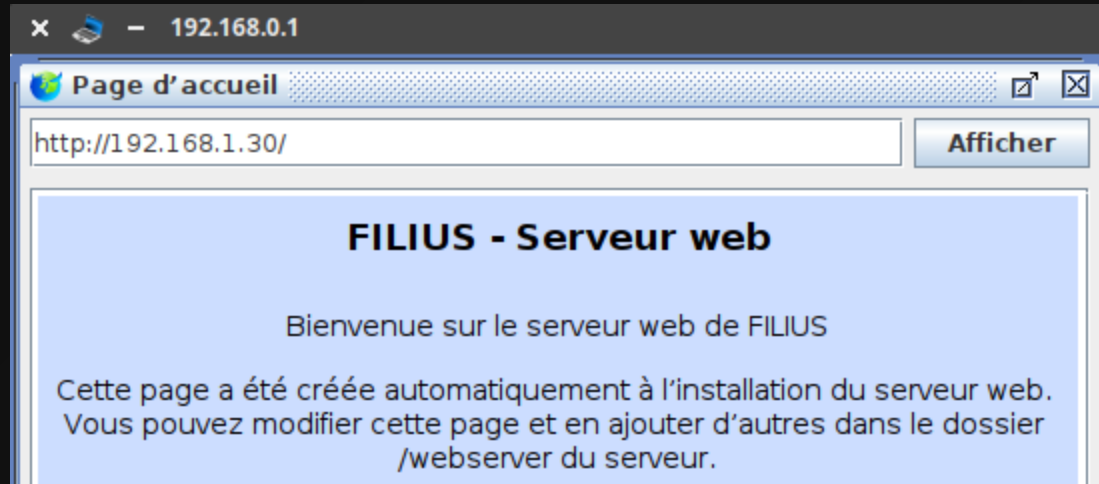 192.168.0.1
Page d'accueil
http://192.168.1.30/
Afficher
FILIUS - Serveur web
Bienvenue sur le serveur web de FILIUS
Cette page a été créée automatiquement à l'installation du serveur web.
Vous pouvez modifier cette page et en ajouter d'autres dans le dossier
/webserver du serveur.